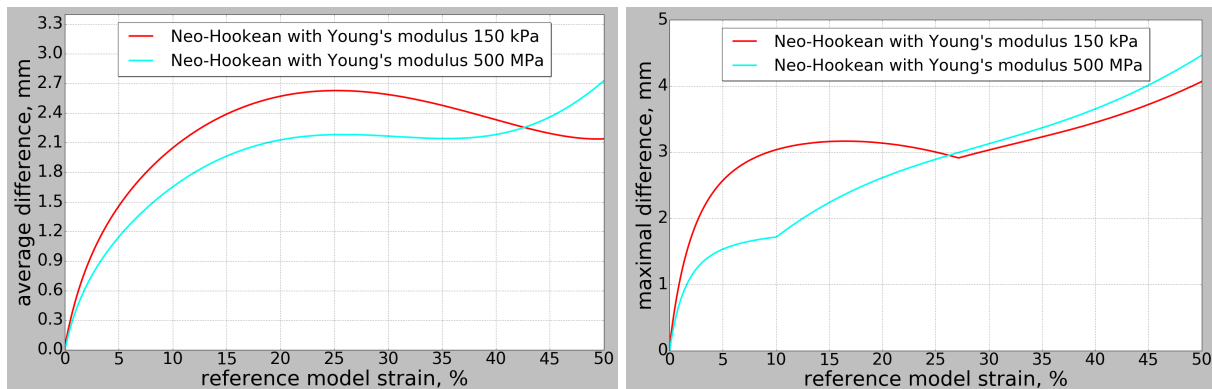 3.3
3.0
2.7
2.4
2.1
1.8
1.5
1.2
0.9
0.6
0.3
0.0
average difference, mm
Neo-Hookean with Young's modulus 150 kPa
Neo-Hookean with Young's modulus 500 MPa
0 5 10 15 20 25 30 35 40 45 50
reference model strain, %
5
4
3
2
1
0
maximal difference, mm
Neo-Hookean with Young's modulus 150 kPa
Neo-Hookean with Young's modulus 500 MPa
0 5 10 15 20 25 30 35 40 45 50
reference model strain, %